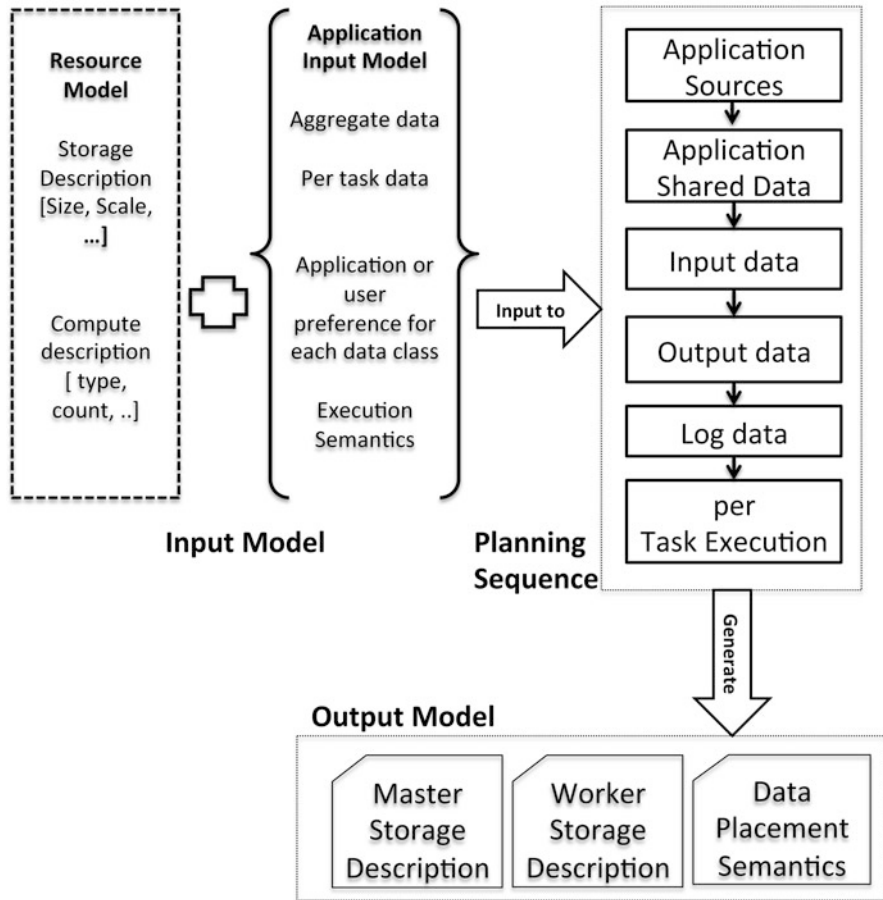 Resource
Model
Storage
Description
[Size, Scale,
...]
Compute
description
[ type,
count, ..]
Application
Input Model
Aggregate data
Per task data
Application or
user
preference for
each data class
Execution
Semantics
Input Model
Input to
Planning
Sequence
Application
Sources
Application
Shared Data
Input data
Output data
Log data
per
Task Execution
Generate
Output Model
Master
Storage
Description
Worker
Storage
Description
Data
Placement
Semantics